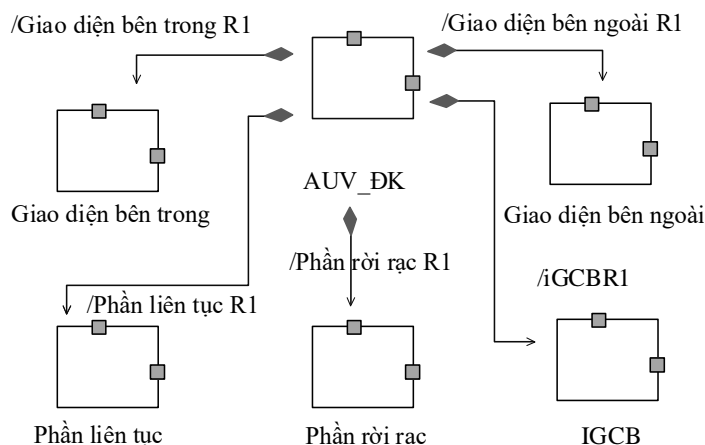 /Giao diện bên trong R1
/Giao diện bên ngoài R1
Giao diện bên trong
AUV_ĐK
Giao diện bên ngoài
/Phần rời rạc R1
/iGCBR1
/Phần liên tục R1
Phần liên tục
Phần rời rạc
IGCB